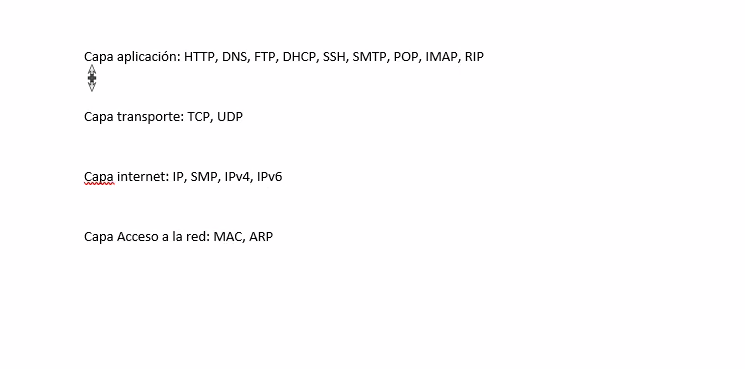 Capa aplicación: HTTP, DNS, FTP, DHCP, SSH, SMTP, POP, IMAP, RIP
Capa transporte: TCP, UDP
Capa internet: IP, SMP, IPv4, IPv6
Capa Acceso a la red: MAC, ARP